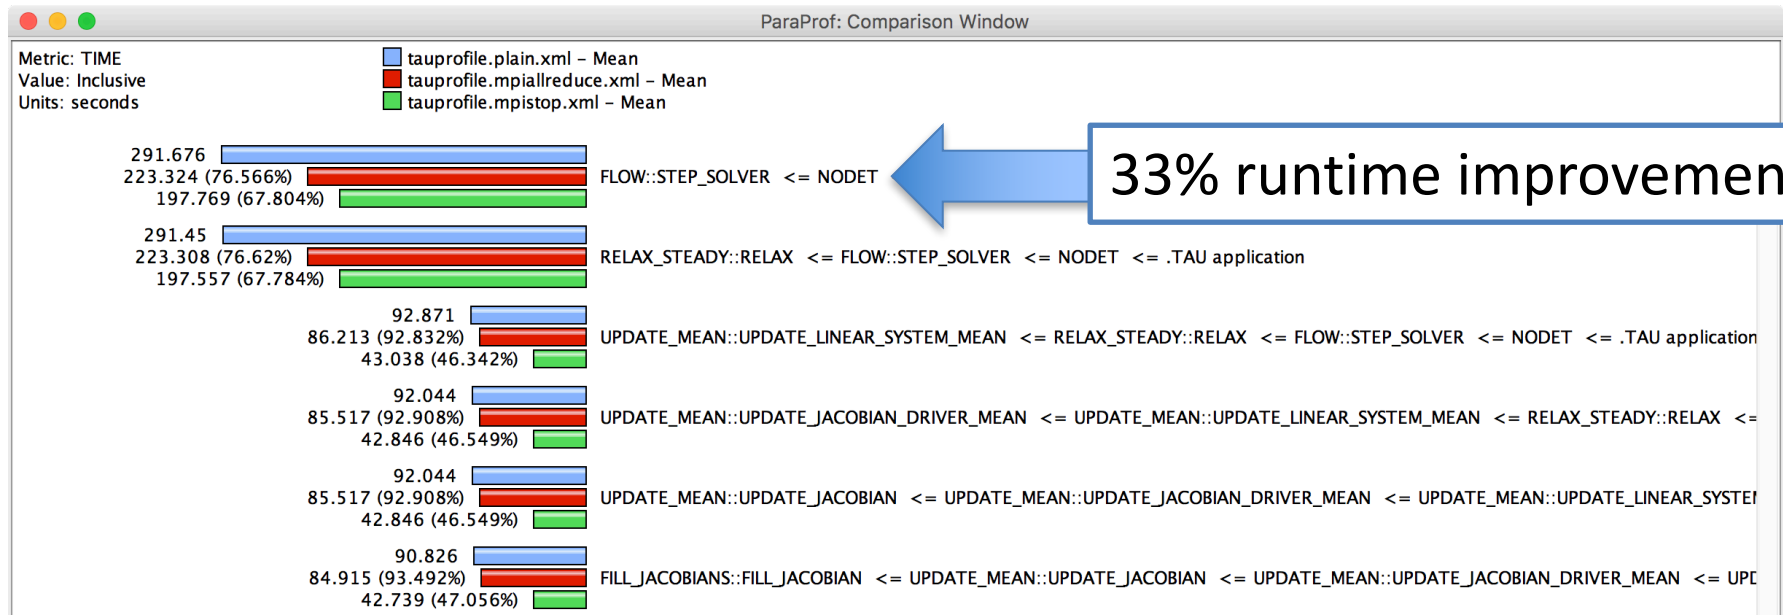 ParaProf: Comparison Window
Metric: TIME
Value: Inclusive
Units: seconds
tauprofile.plain.xml – Mean
tauprofile.mpiallreduce.xml – Mean
tauprofile.mpistop.xml – Mean
33% runtime improvemen
291.676
223.324 (76.566%) FLOW::STEP_SOLVER <= NODET
197.769 (67.804%)
291.45
223.308 (76.62%) RELAX_STEADY::RELAX <= FLOW::STEP_SOLVER <= NODET <= .TAU application
197.557 (67.784%)
92.871
86.213 (92.832%) UPDATE_MEAN::UPDATE_LINEAR_SYSTEM_MEAN <= RELAX_STEADY::RELAX <= FLOW::STEP_SOLVER <= NODET <= .TAU application
43.038 (46.342%)
92.044
85.517 (92.908%) UPDATE_MEAN::UPDATE_JACOBIAN_DRIVER_MEAN <= UPDATE_MEAN::UPDATE_LINEAR_SYSTEM_MEAN <= RELAX_STEADY::RELAX <=
42.846 (46.549%)
92.044
85.517 (92.908%) UPDATE_MEAN::UPDATE_JACOBIAN <= UPDATE_MEAN::UPDATE_JACOBIAN_DRIVER_MEAN <= UPDATE_MEAN::UPDATE_LINEAR_SYSTEM
42.846 (46.549%)
90.826
84.915 (93.492%) FILL_JACOBIANS::FILL_JACOBIAN <= UPDATE_MEAN::UPDATE_JACOBIAN <= UPDATE_MEAN::UPDATE_JACOBIAN_DRIVER_MEAN <= UPD
42.739 (47.056%)